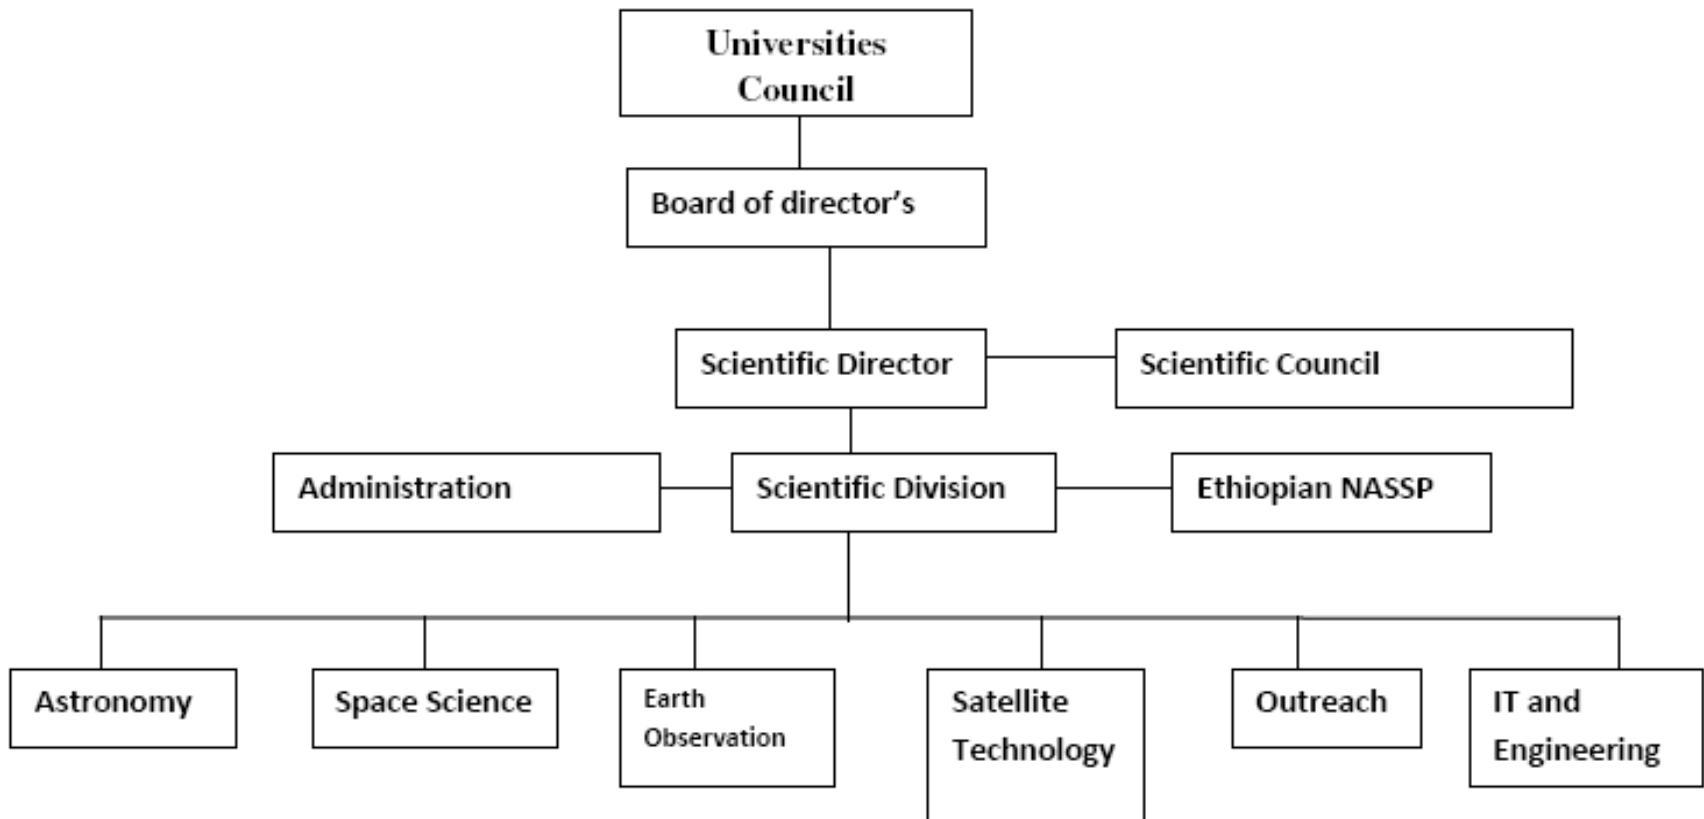 Universities
Council
Board of director’s
Scientific Director
Scientific Council
Administration
Scientific Division
Ethiopian NASSP
Astronomy
Space Science
Earth
Observation
Satellite
Technology
Outreach
IT and
Engineering